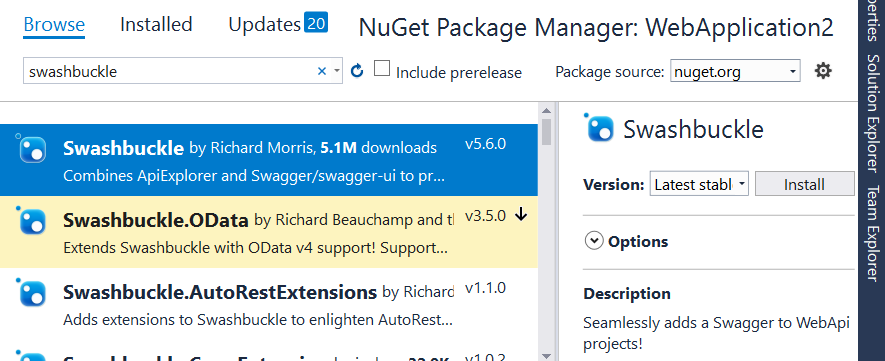 Browse Installed Updates 20 NuGet Package Manager: WebApplication2
swashbuckle Include prerelease Package source: nuget.org
Swashbuckle by Richard Morris, 5.1M downloads v5.6.0
Combines ApiExplorer and Swagger/swagger-ui to pr...
Swashbuckle.OData by Richard Beauchamp and v3.5.0
Extends Swashbuckle with OData v4 support! Support...
Swashbuckle.AutoRestExtensions by Richard v1.1.0
Adds extensions to Swashbuckle to enlighten AutoRest...
Swashbuckle
Version: Latest stabl Install
Options
Description
Seamlessly adds a Swagger to WebApi
projects!
Solution Explorer
Team Explorer